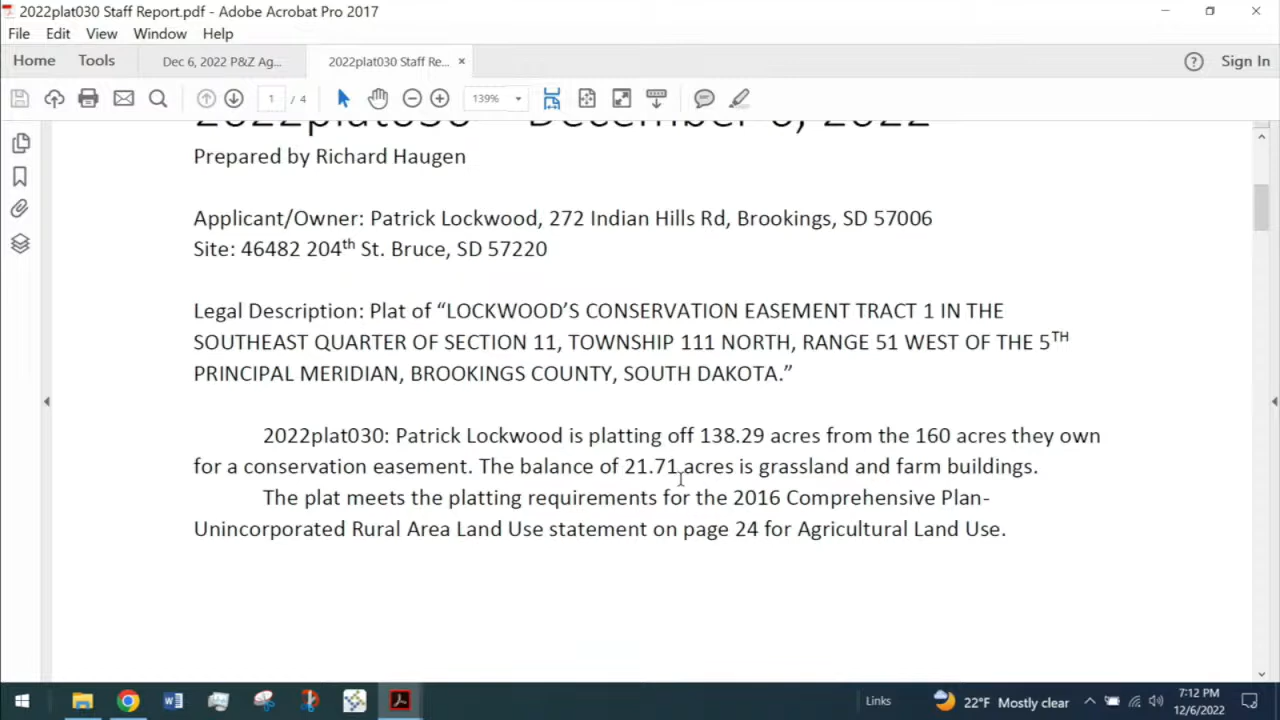 2022plat030 Staff Report.pdf - Adobe Acrobat Pro 2017
File Edit View Window Help
Home Tools Dec 6, 2022 P&Z Ag... 2022plat030 Staff Re... × Sign In
1 / 4 139%
2022plat030 – December 6, 2022
Prepared by Richard Haugen
Applicant/Owner: Patrick Lockwood, 272 Indian Hills Rd, Brookings, SD 57006
Site: 46482 204th St. Bruce, SD 57220
Legal Description: Plat of “LOCKWOOD’S CONSERVATION EASEMENT TRACT 1 IN THE
SOUTHEAST QUARTER OF SECTION 11, TOWNSHIP 111 NORTH, RANGE 51 WEST OF THE 5TH
PRINCIPAL MERIDIAN, BROOKINGS COUNTY, SOUTH DAKOTA.”
2022plat030: Patrick Lockwood is platting off 138.29 acres from the 160 acres they own
for a conservation easement. The balance of 21.71 acres is grassland and farm buildings.
The plat meets the platting requirements for the 2016 Comprehensive Plan-
Unincorporated Rural Area Land Use statement on page 24 for Agricultural Land Use.
Links 22°F Mostly clear 7:12 PM
12/6/2022